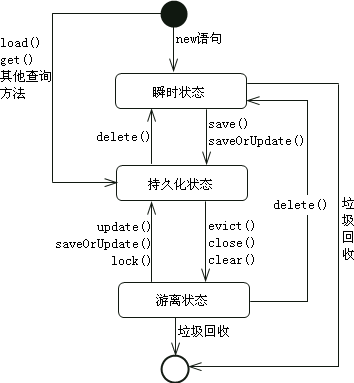 load()
get()
其他查询
方法
new语句
瞬时状态
delete()
save()
saveOrUpdate()
持久化状态
delete()
垃圾回收
update()
saveOrUpdate()
lock()
evict()
close()
clear()
游离状态
垃圾回收